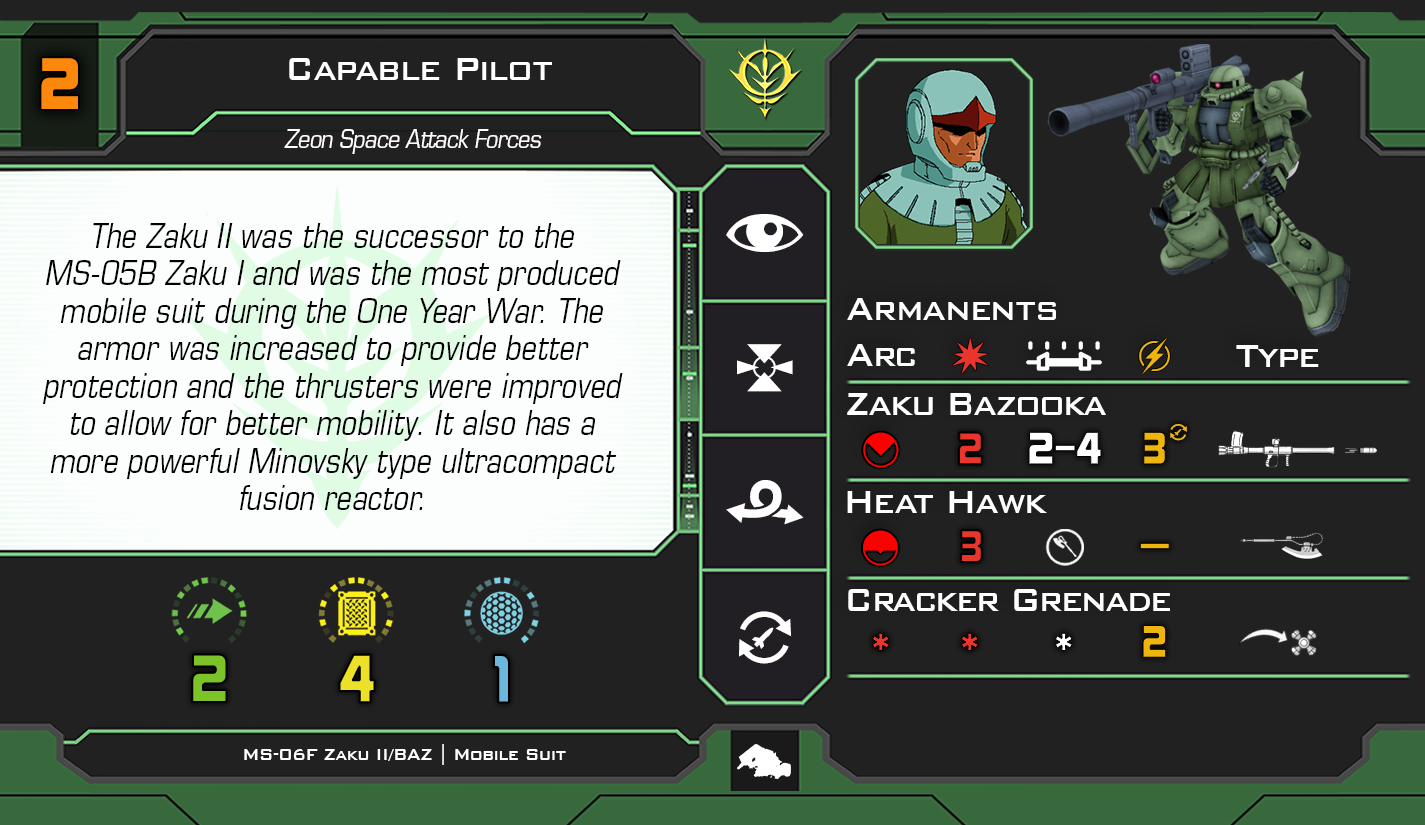 2
Capable Pilot
Zeon Space Attack Forces
The Zaku II was the successor to the
MS-05B Zaku I and was the most produced
mobile suit during the One Year War. The
armor was increased to provide better
protection and the thrusters were improved
to allow for better mobility. It also has a
more powerful Minovsky type ultracompact
fusion reactor.
2 4 1
MS-06F Zaku II/BAZ | Mobile Suit
Armanents
Arc Type
Zaku Bazooka
2 2-4 3
Heat Hawk
3 —
Cracker Grenade
* * * 2